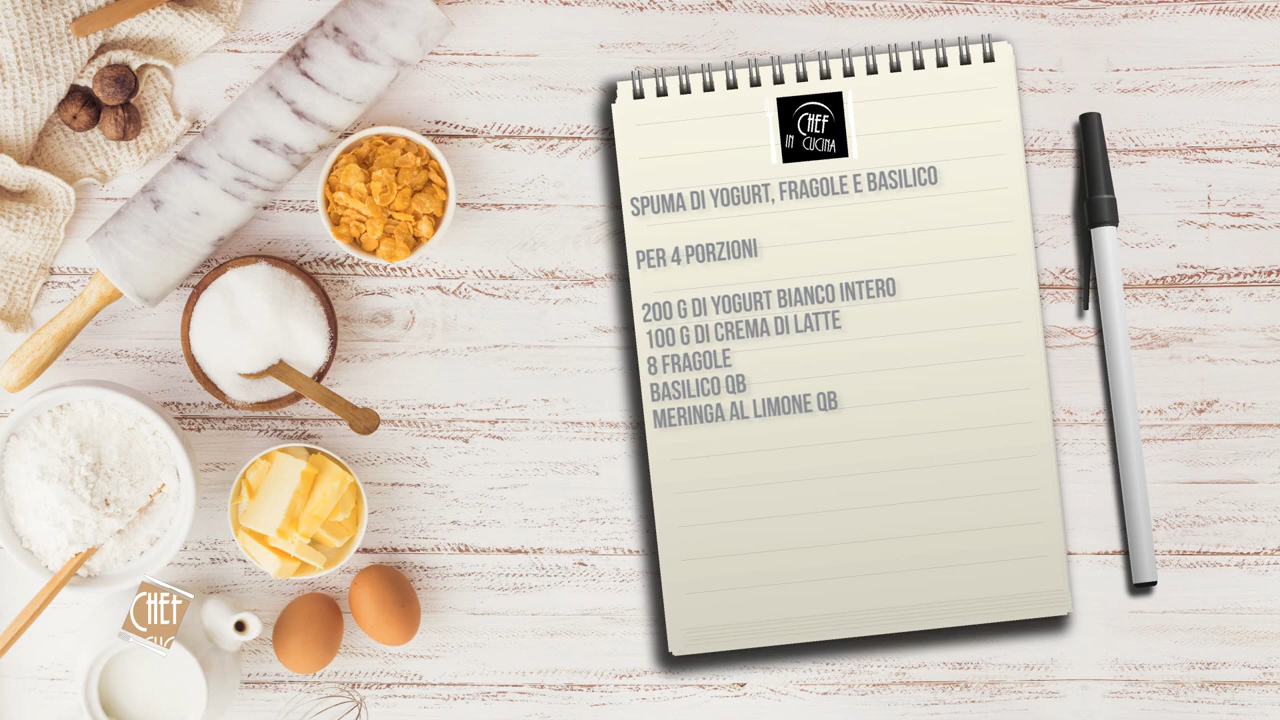 CHEF
IN CUCINA
SPUMA DI YOGURT, FRAGOLE E BASILICO
PER 4 PORZIONI
200 G DI YOGURT BIANCO INTERO
100 G DI CREMA DI LATTE
8 FRAGOLE
BASILICO QB
MERINGA AL LIMONE QB
CHEF